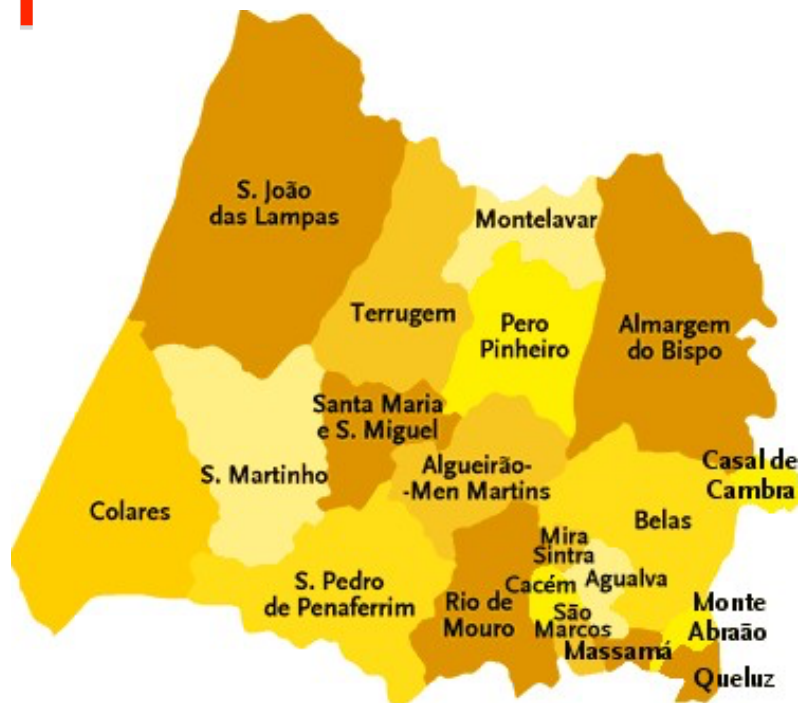 S. João
das Lampas
Montelavar
Terrugem
Pero
Pinheiro
Almargem
do Bispo
Santa Maria
e S. Miguel
S. Martinho
Algueirão-
-Men Martins
Casal de
Cambra
Colares
Belas
Mira
Sintra
S. Pedro
de Penaferrim
Rio de
Mouro
Cacém
Agualva
São
Marcos
Monte
Abraão
Massamá
Queluz